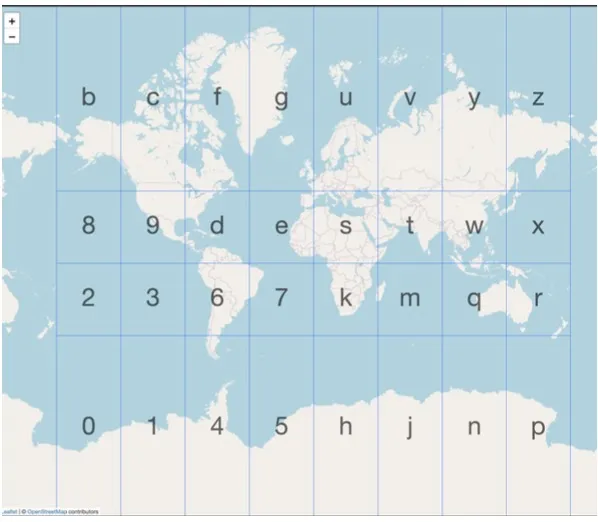 +
−
b c f g u v y z
8 9 d e s t w x
2 3 6 7 k m q r
0 1 4 5 h j n p
Leaflet | © OpenStreetMap contributors